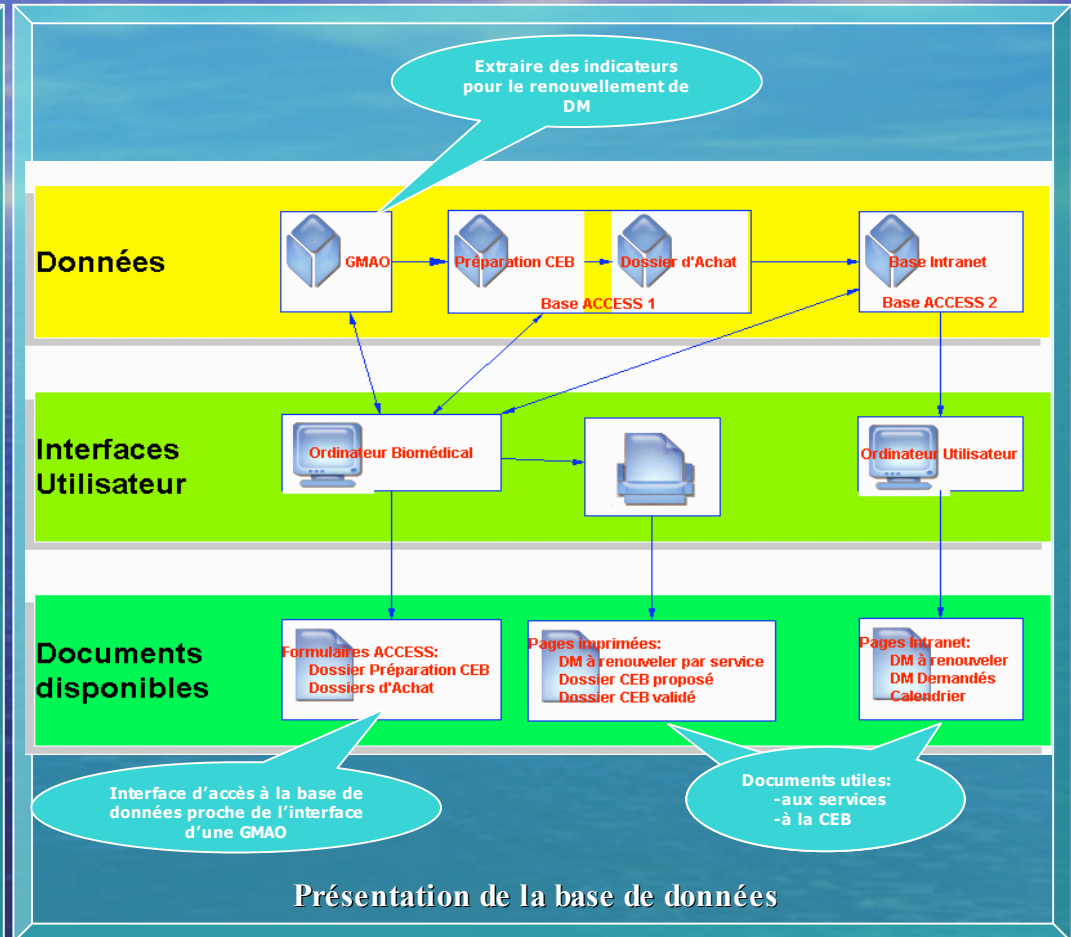 Extraire des indicateurs
pour le renouvellement de
DM
Données
GMAO
Préparation CEB
Dossier d'Achat
Base ACCESS 1
Base Intranet
Base ACCESS 2
Interfaces
Utilisateur
Ordinateur Biomédical
Ordinateur Utilisateur
Documents
disponibles
Formulaires ACCESS:
Dossier Préparation CEB
Dossiers d'Achat
Pages imprimées:
DM à renouveler par service
Dossier CEB proposé
Dossier CEB validé
Pages Intranet:
DM à renouveler
DM Demandés
Calendrier
Interface d’accès à la base de
données proche de l’interface
d’une GMAO
Documents utiles:
-aux services
-à la CEB
Présentation de la base de données